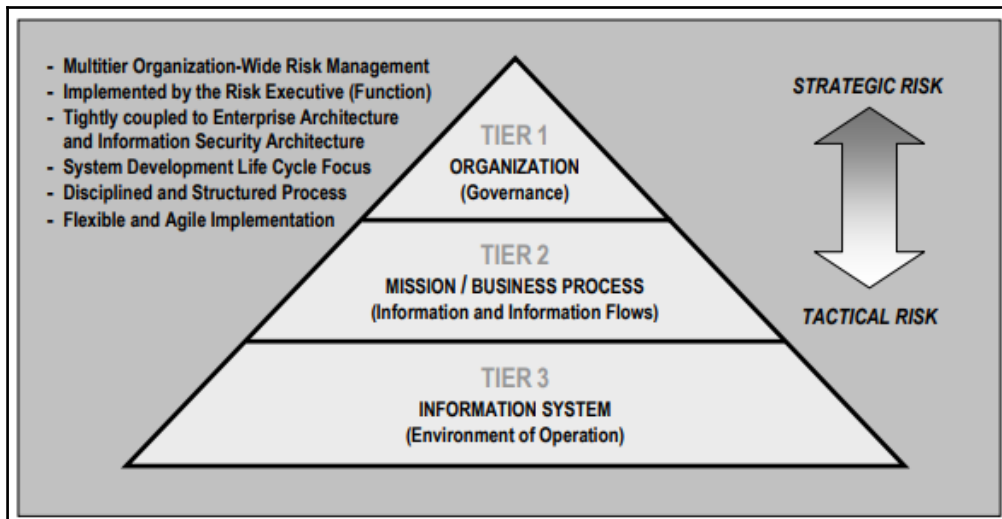 - Multitier Organization-Wide Risk Management
- Implemented by the Risk Executive (Function)
- Tightly coupled to Enterprise Architecture
and Information Security Architecture
- System Development Life Cycle Focus
- Disciplined and Structured Process
- Flexible and Agile Implementation
TIER 1
ORGANIZATION
(Governance)
TIER 2
MISSION / BUSINESS PROCESS
(Information and Information Flows)
TIER 3
INFORMATION SYSTEM
(Environment of Operation)
STRATEGIC RISK
TACTICAL RISK